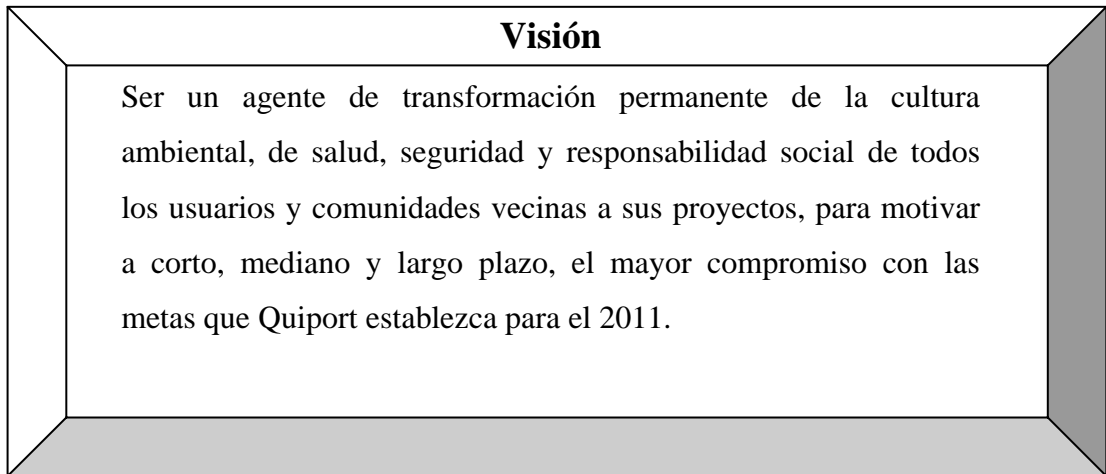 Visión
Ser un agente de transformación permanente de la cultura
ambiental, de salud, seguridad y responsabilidad social de todos
los usuarios y comunidades vecinas a sus proyectos, para motivar
a corto, mediano y largo plazo, el mayor compromiso con las
metas que Quiport establezca para el 2011.